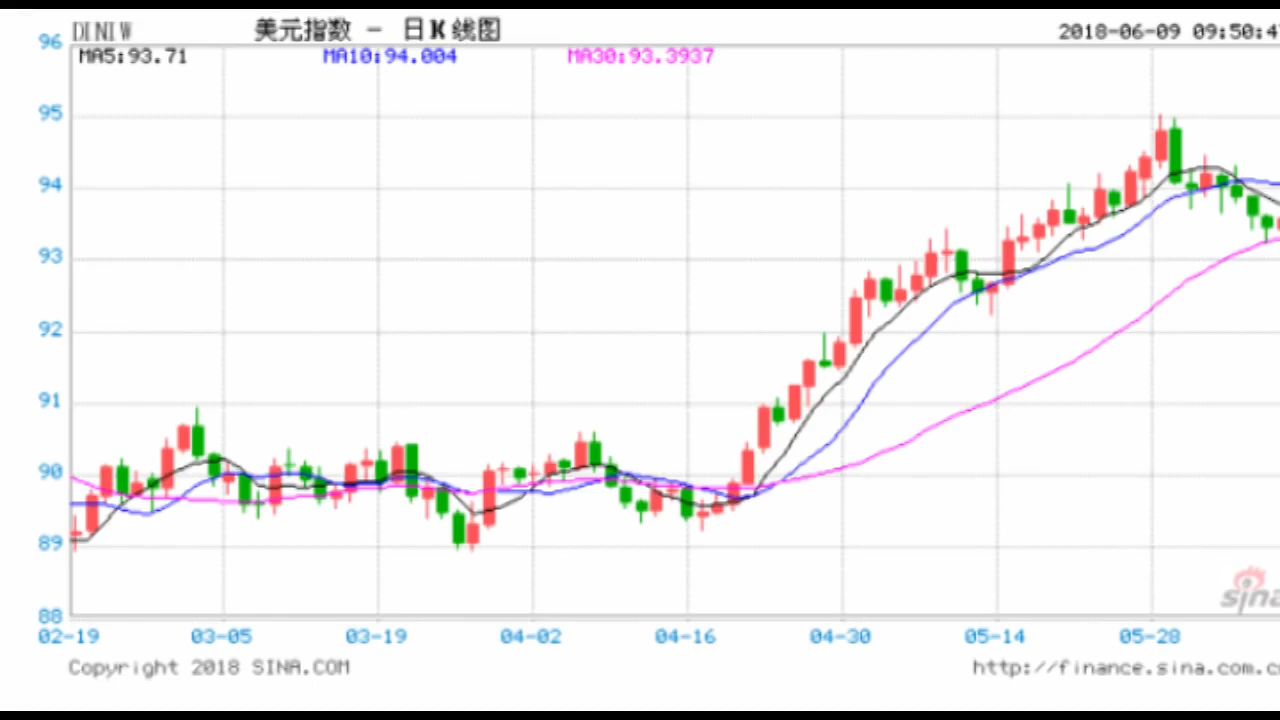 DINIW 美元指数 - 日K线图 2018-06-09 09:50:4
MA5:93.71 MA10:94.004 MA30:93.3937
96
95
94
93
92
91
90
89
88
02-19 03-05 03-19 04-02 04-16 04-30 05-14 05-28
sina
Copyright 2018 SINA.COM http://finance.sina.com.c